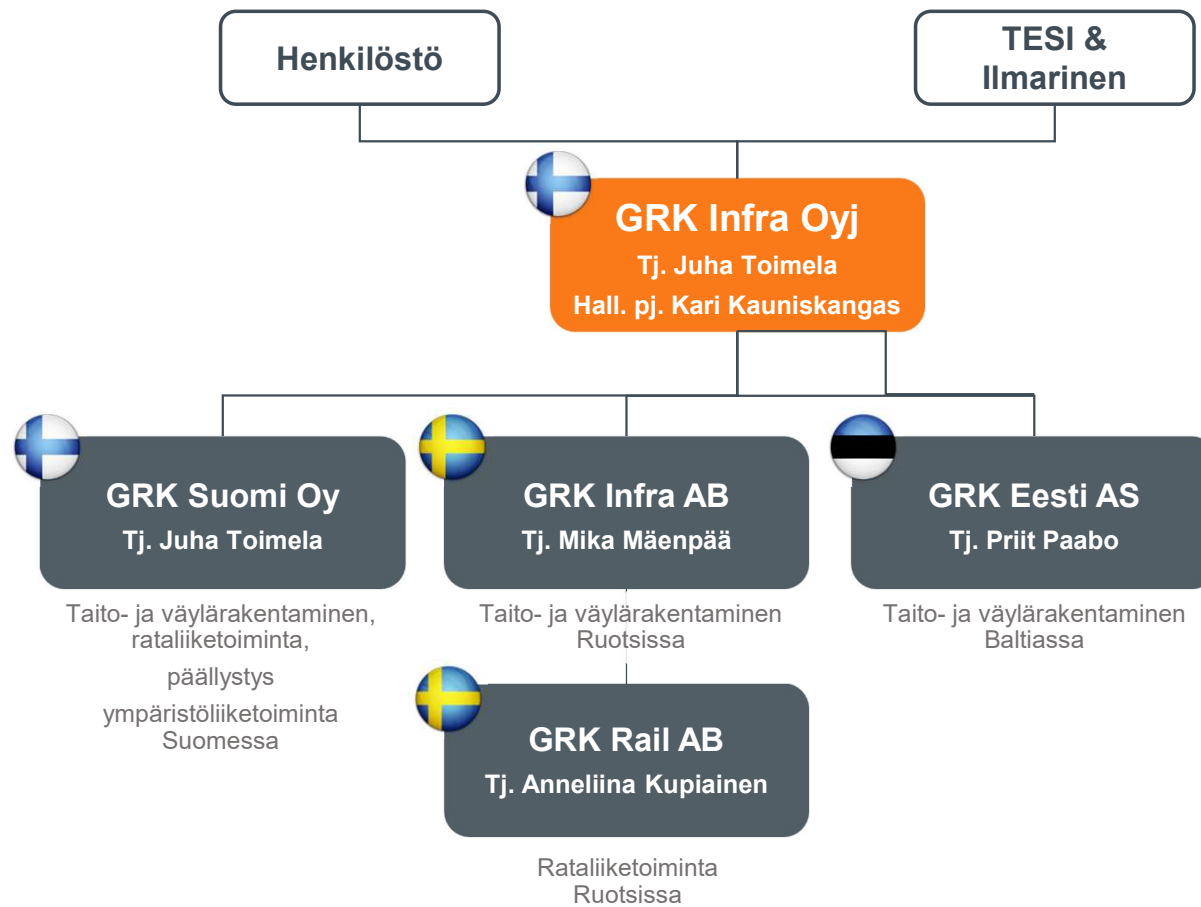 Henkilöstö
TESI &
Ilmarinen
GRK Infra Oyj
Tj. Juha Toimela
Hall. pj. Kari Kauniskangas
GRK Suomi Oy
Tj. Juha Toimela
GRK Infra AB
Tj. Mika Mäenpää
GRK Eesti AS
Tj. Priit Paabo
Taito- ja väylärakentaminen,
rataliiketoiminta,
päällystys
ympäristöliiketoiminta
Suomessa
Taito- ja väylärakentaminen
Ruotsissa
Taito- ja väylärakentaminen
Baltiassa
GRK Rail AB
Tj. Anneliina Kupiainen
Rataliiketoiminta
Ruotsissa